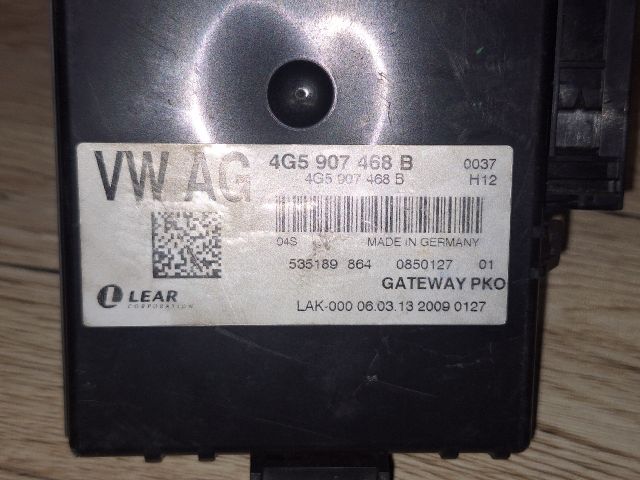 VW AG
4G5 907 468 B 0037
4G5 907 468 B H12
04S MADE IN GERMANY
535189 864 0850127 01
GATEWAY PKO
LEAR
CORPORATION
LAK-000 06.03.13 2009 0127